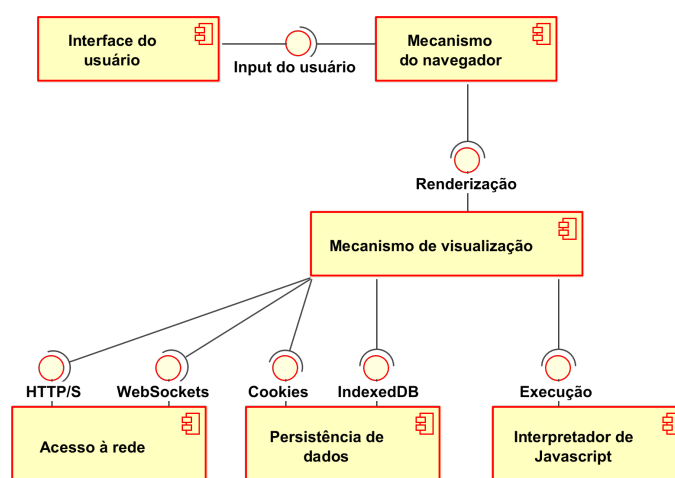 Interface do
usuário
Input do usuário
Mecanismo
do navegador
Renderização
Mecanismo de visualização
HTTP/S
WebSockets
Cookies
IndexedDB
Execução
Acesso à rede
Persistência de
dados
Interpretador de
Javascript